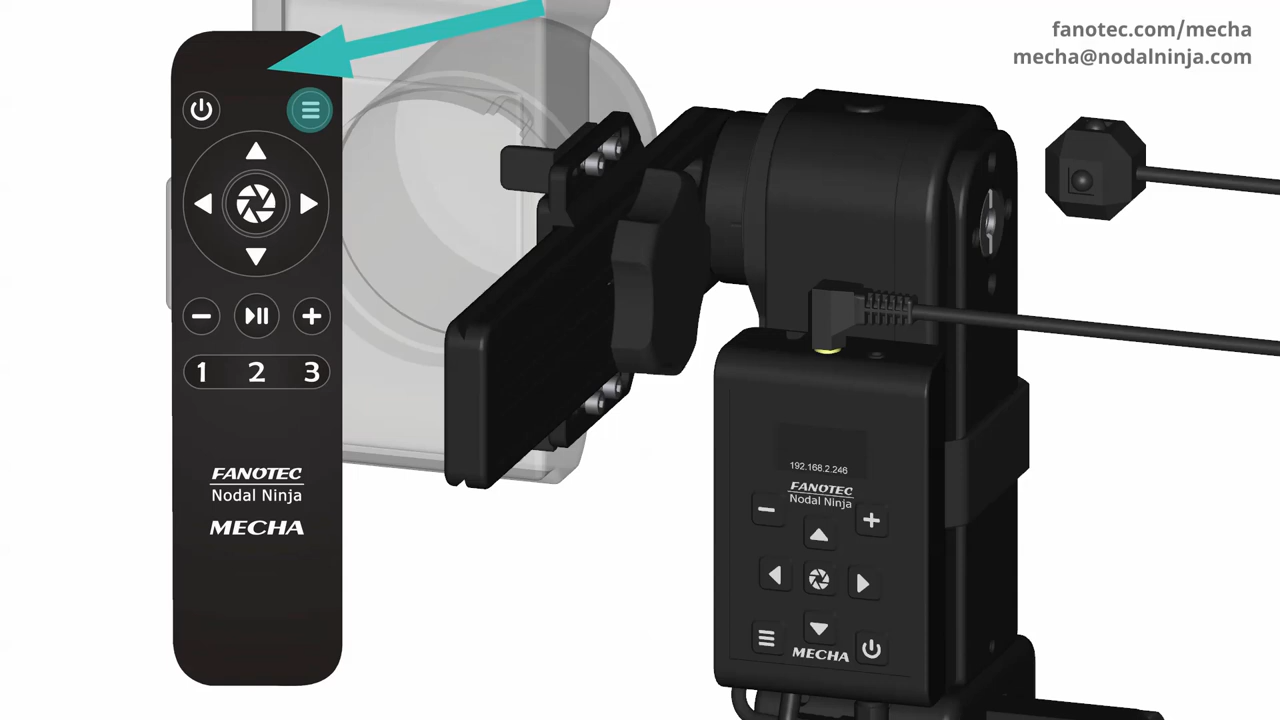 fanotec.com/mecha
mecha@nodalninja.com
1 2 3
FANOTEC
Nodal Ninja
MECHA
192.168.2.246
FANOTEC
Nodal Ninja
MECHA